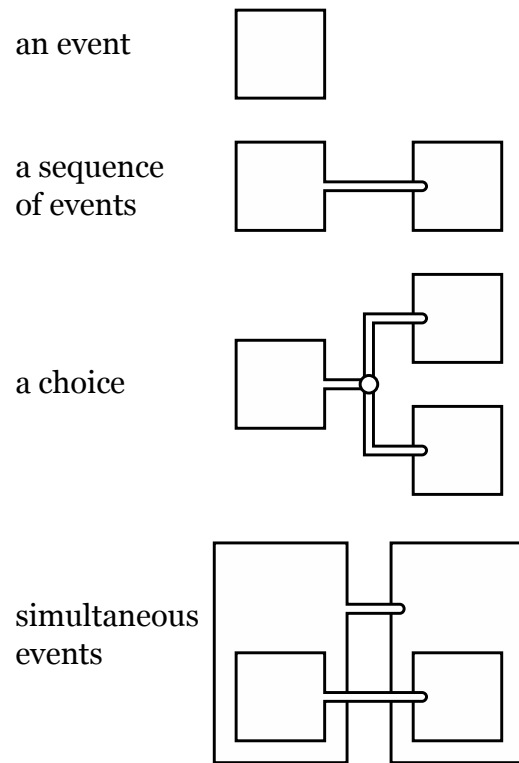 an event
a sequence
of events
a choice
simultaneous
events